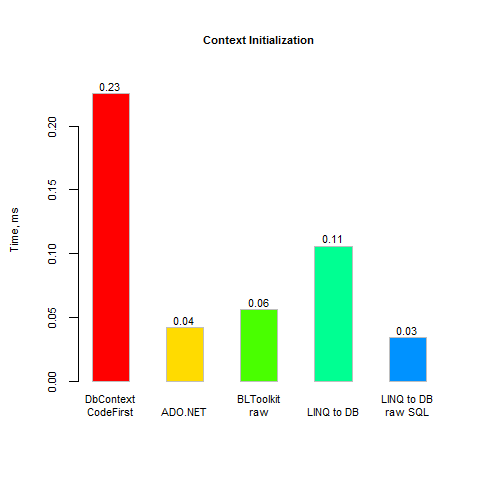 Context Initialization
0.23
0.20
0.15
0.11
0.10
0.06
0.05
0.04
0.03
0.00
Time, ms
DbContext
CodeFirst
ADO.NET
BLToolkit
raw
LINQ to DB
LINQ to DB
raw SQL